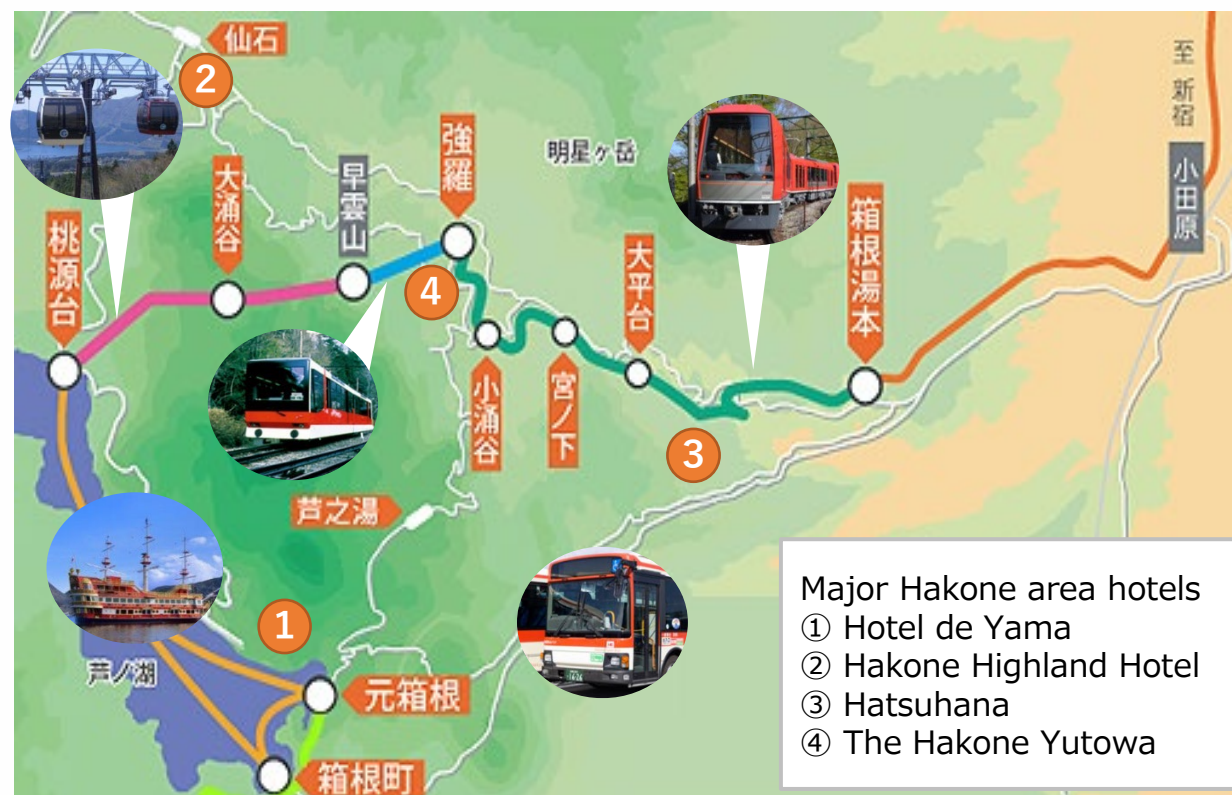 仙石
②
至 新宿
小田原
強羅
明星ヶ岳
早雲山
大涌谷
桃源台
箱根湯本
大平台
④
小涌谷
宮ノ下
③
芦之湯
①
芦ノ湖
元箱根
箱根町
Major Hakone area hotels
① Hotel de Yama
② Hakone Highland Hotel
③ Hatsuhana
④ The Hakone Yutowa